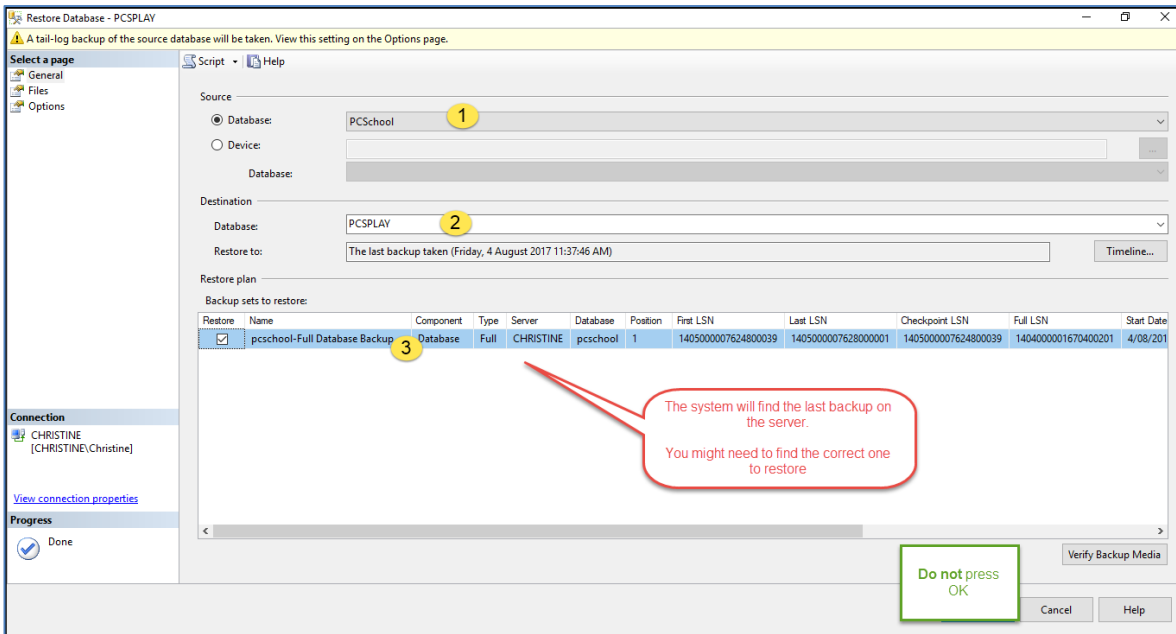 Restore Database - PCSPLAY
A tail-log backup of the source database will be taken. View this setting on the Options page.
Select a page
General
Files
Options
Script
Help
Source
Database:
PCSchool
1
Device:
...
Database:
Destination
Database:
PCSPLAY
2
Restore to:
The last backup taken (Friday, 4 August 2017 11:37:46 AM)
Timeline...
Restore plan
Backup sets to restore:
Restore Name Component Type Server Database Position First LSN Last LSN Checkpoint LSN Full LSN Start Date
pcschool-Full Database Backup Database Full CHRISTINE pcschool 1 14050000007624800039 14050000007628000001 14050000007624800039 14040000001670400201 4/08/201
3
The system will find the last backup on
the server.
You might need to find the correct one
to restore
Connection
CHRISTINE
[CHRISTINE\Christine]
View connection properties
Progress
Done
Verify Backup Media
Do not press
OK
Cancel
Help